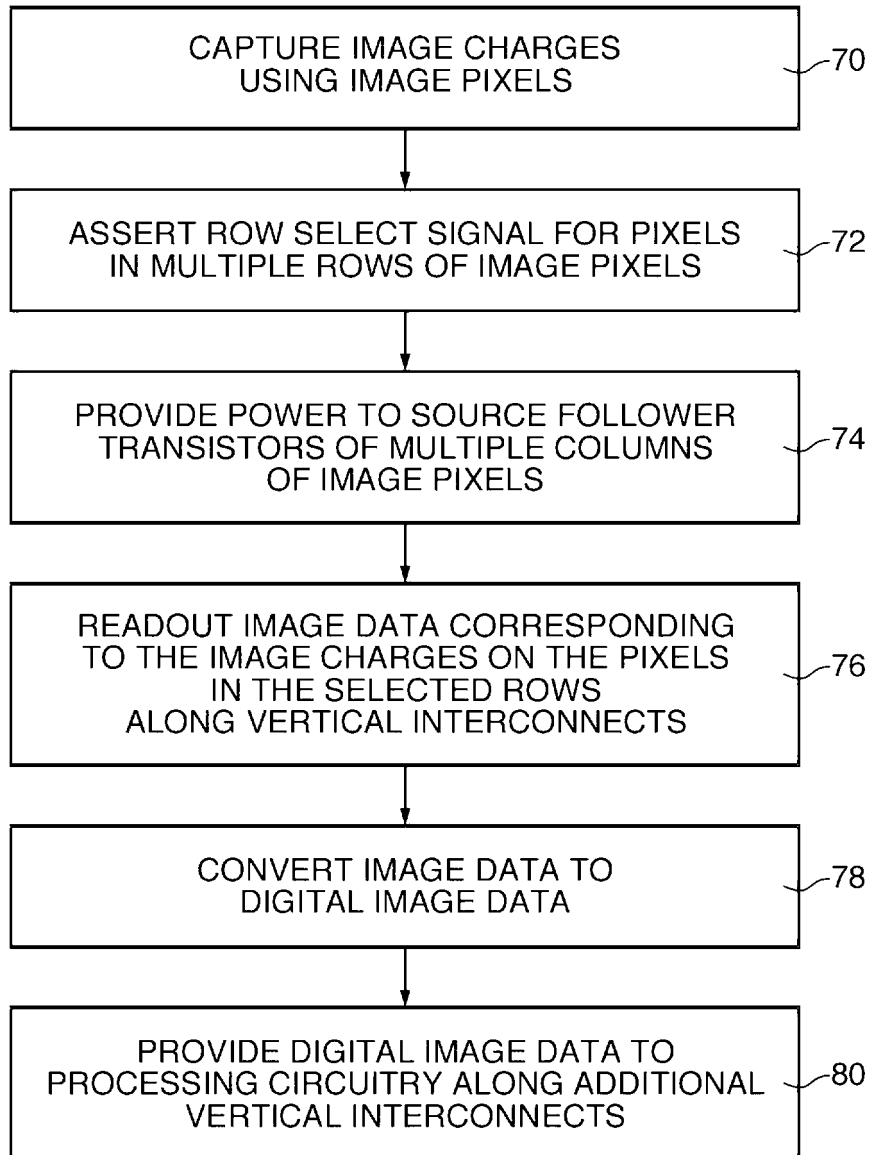 CAPTURE IMAGE CHARGES
USING IMAGE PIXELS
70
ASSERT ROW SELECT SIGNAL FOR PIXELS
IN MULTIPLE ROWS OF IMAGE PIXELS
72
PROVIDE POWER TO SOURCE FOLLOWER
TRANSISTORS OF MULTIPLE COLUMNS
OF IMAGE PIXELS
74
READOUT IMAGE DATA CORRESPONDING
TO THE IMAGE CHARGES ON THE PIXELS
IN THE SELECTED ROWS
ALONG VERTICAL INTERCONNECTS
76
CONVERT IMAGE DATA TO
DIGITAL IMAGE DATA
78
PROVIDE DIGITAL IMAGE DATA TO
PROCESSING CIRCUITRY ALONG ADDITIONAL
VERTICAL INTERCONNECTS
80